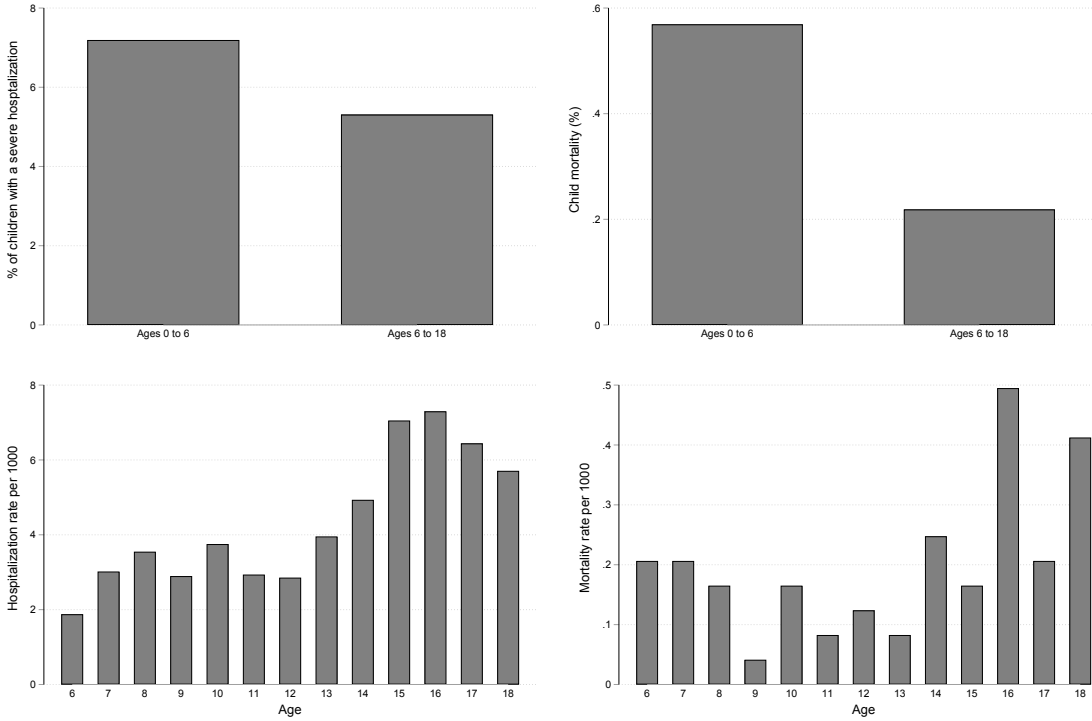 % of children with a severe hosptalization
8
6
4
2
0
Ages 0 to 6 Ages 6 to 18
Child mortality (%)
.6
.4
.2
0
Ages 0 to 6 Ages 6 to 18
Hospitalization rate per 1000
8
6
4
2
0
6 7 8 9 10 11 12 13 14 15 16 17 18
Age
Mortality rate per 1000
.5
.4
.3
.2
.1
0
6 7 8 9 10 11 12 13 14 15 16 17 18
Age